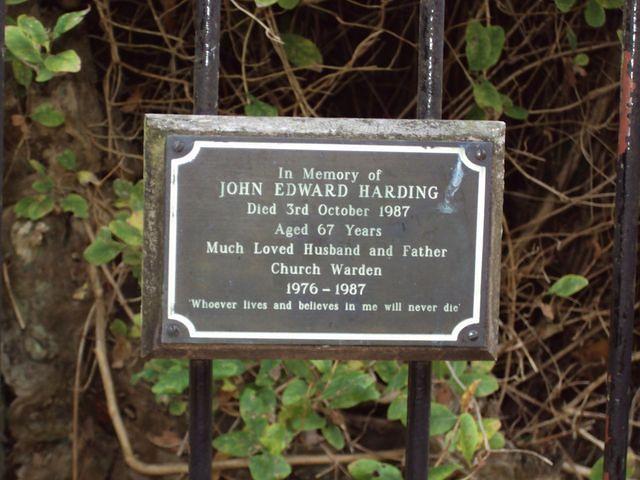 In Memory of
JOHN EDWARD HARDING
Died 3rd October 1987
Aged 67 Years
Much Loved Husband and Father
Church Warden
1976 - 1987
'Whoever lives and believes in me will never die'